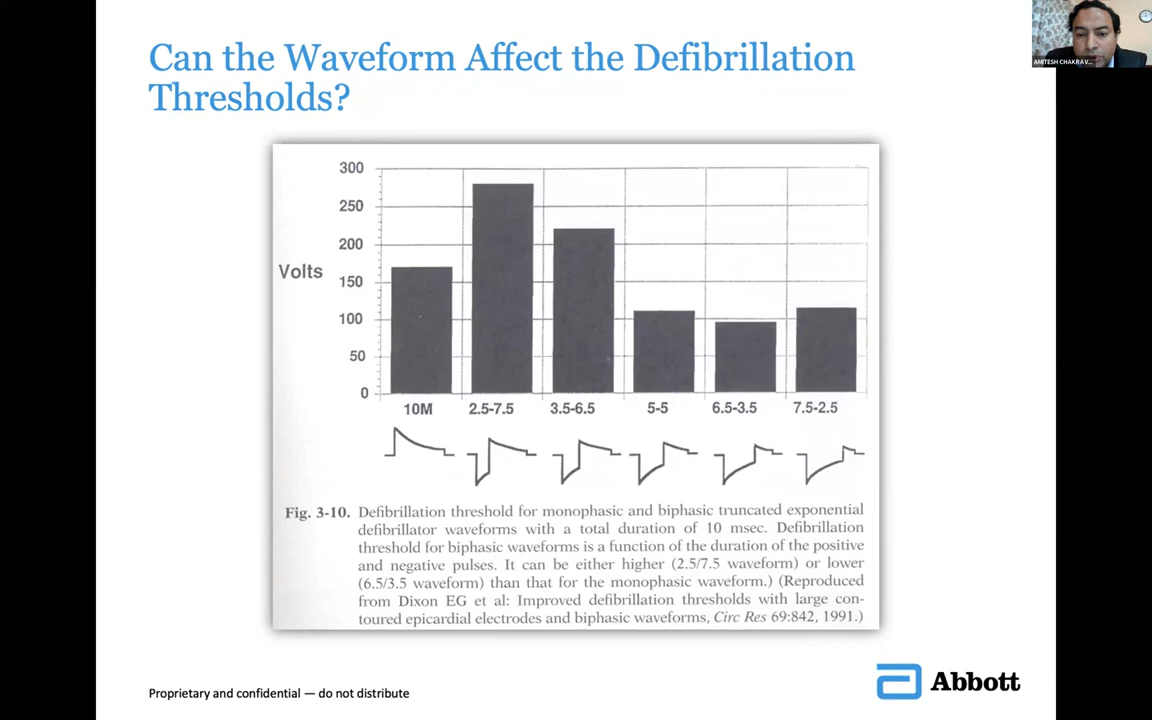 Can the Waveform Affect the Defibrillation
Thresholds?
AMITESH CHAKRAV...
300
250
200
Volts
150
100
50
0
10M 2.5-7.5 3.5-6.5 5-5 6.5-3.5 7.5-2.5
Fig. 3-10. Defibrillation threshold for monophasic and biphasic truncated exponential
defibrillator waveforms with a total duration of 10 msec. Defibrillation
threshold for biphasic waveforms is a function of the duration of the positive
and negative pulses. It can be either higher (2.5/7.5 waveform) or lower
(6.5/3.5 waveform) than that for the monophasic waveform.) (Reproduced
from Dixon EG et al: Improved defibrillation thresholds with large con-
toured epicardial electrodes and biphasic waveforms, Circ Res 69:842, 1991.)
Proprietary and confidential — do not distribute
Abbott